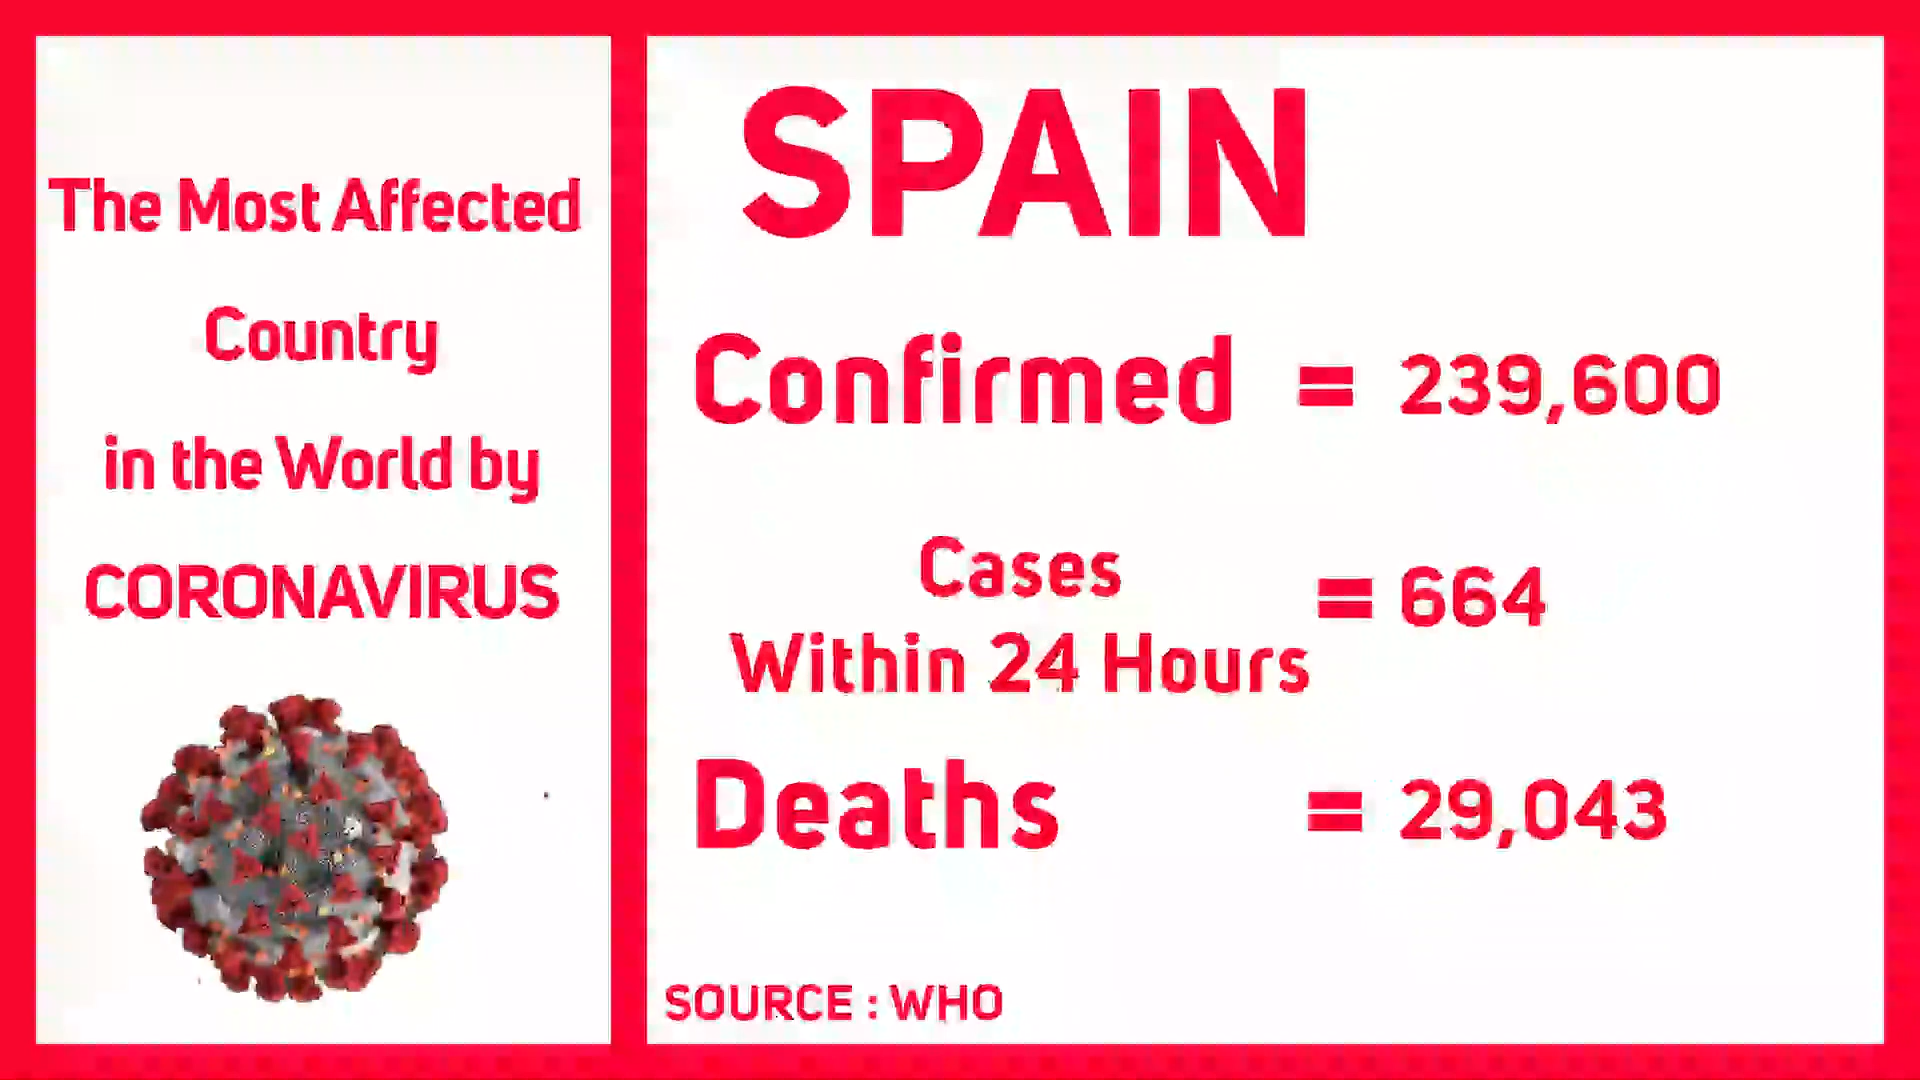 The Most Affected
Country
in the World by
CORONAVIRUS
SPAIN
Confirmed = 239,600
Cases
Within 24 Hours = 664
Deaths = 29,043
SOURCE : WHO